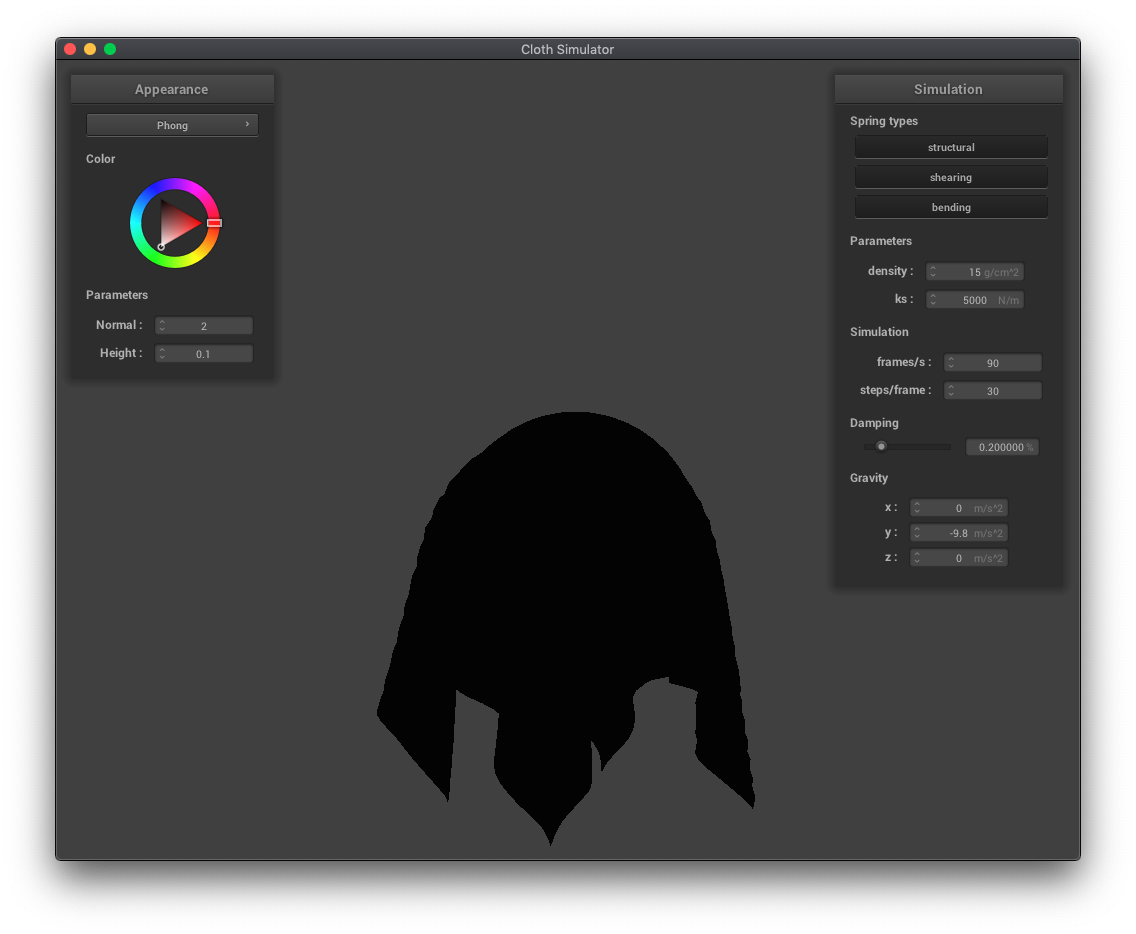 Cloth Simulator
Appearance
Phong
Color
Parameters
Normal : 2
Height : 0.1
Simulation
Spring types
structural
shearing
bending
Parameters
density : 15 g/cm^2
ks : 5000 N/m
Simulation
frames/s : 90
steps/frame : 30
Damping
0.200000 %
Gravity
x : 0 m/s^2
y : -9.8 m/s^2
z : 0 m/s^2